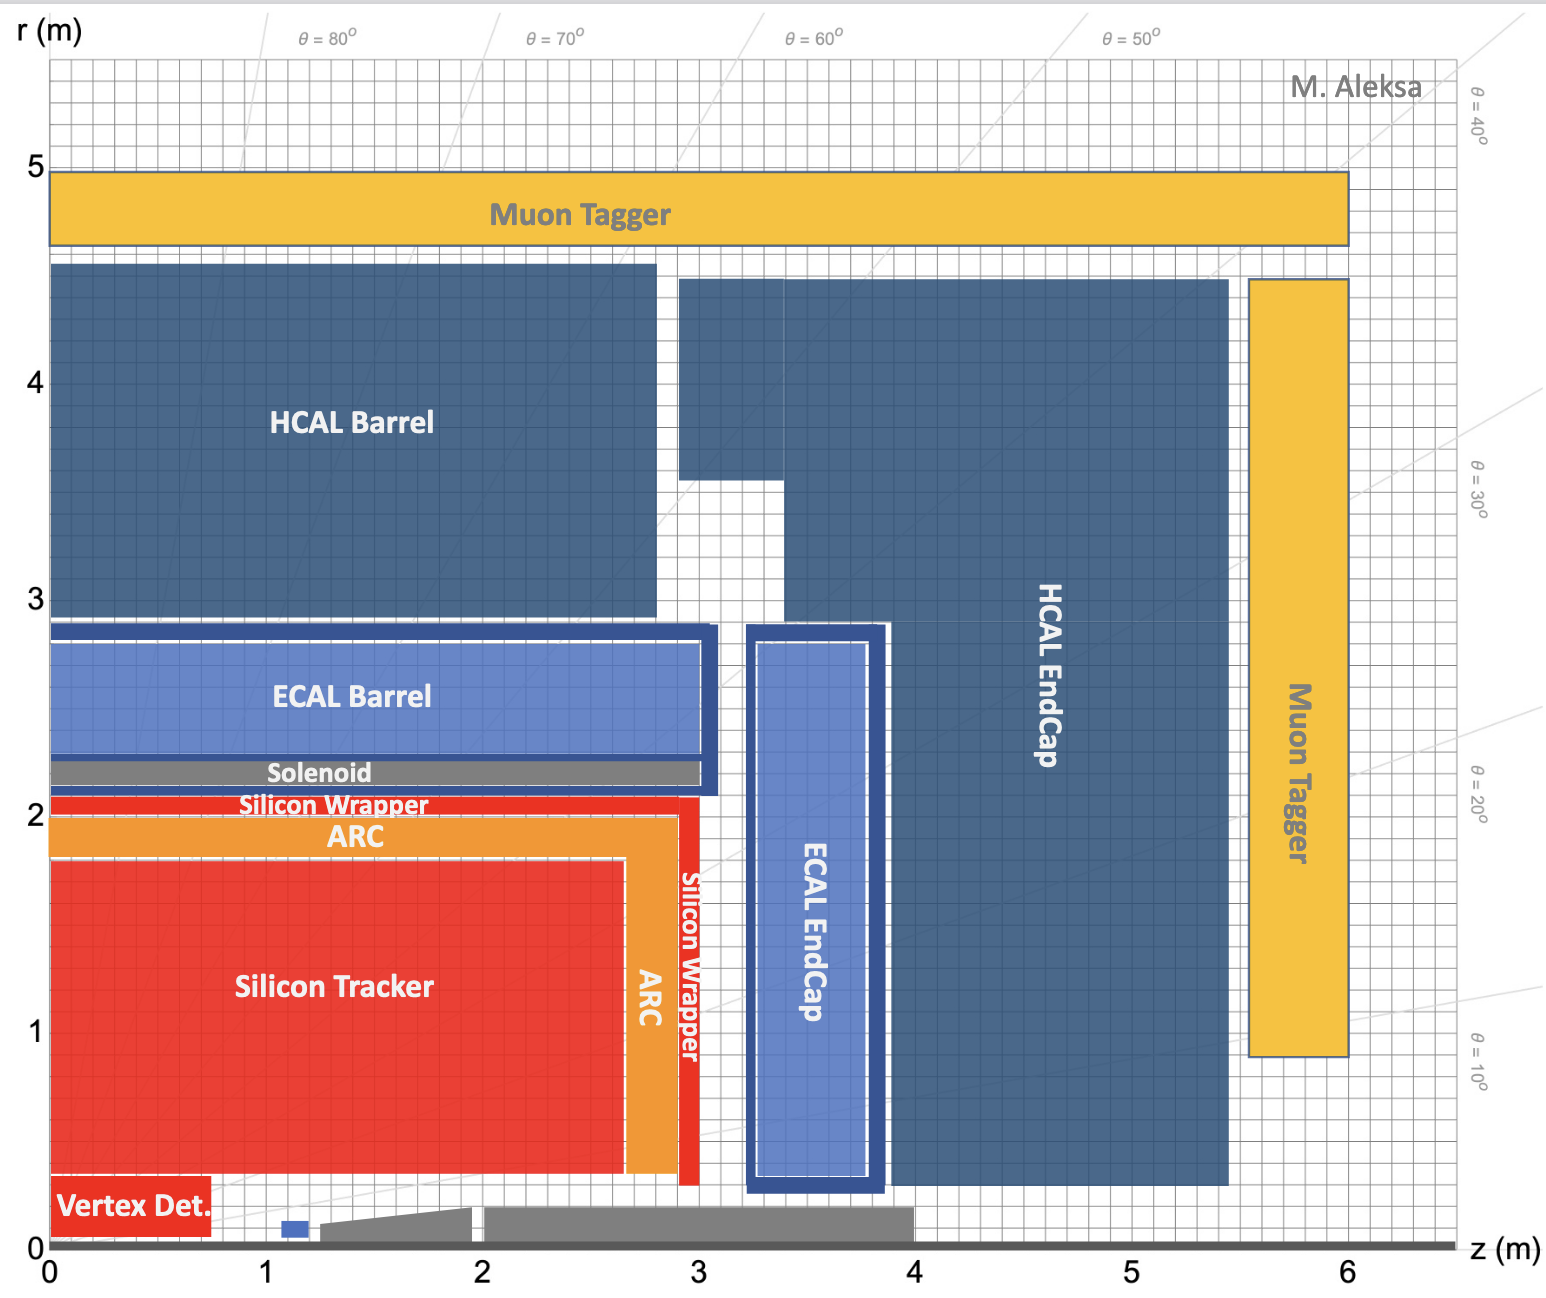 r (m)
θ = 80°
θ = 70°
θ = 60°
θ = 50°
M. Aleksa
θ = 40°
5
Muon Tagger
4
HCAL Barrel
θ = 30°
3
HCAL EndCap
ECAL Barrel
Muon Tagger
Solenoid
θ = 20°
Silicon Wrapper
2
ARC
Silicon Wrapper
ECAL EndCap
Silicon Tracker
ARC
1
θ = 10°
Vertex Det.
0
z (m)
0 1 2 3 4 5 6